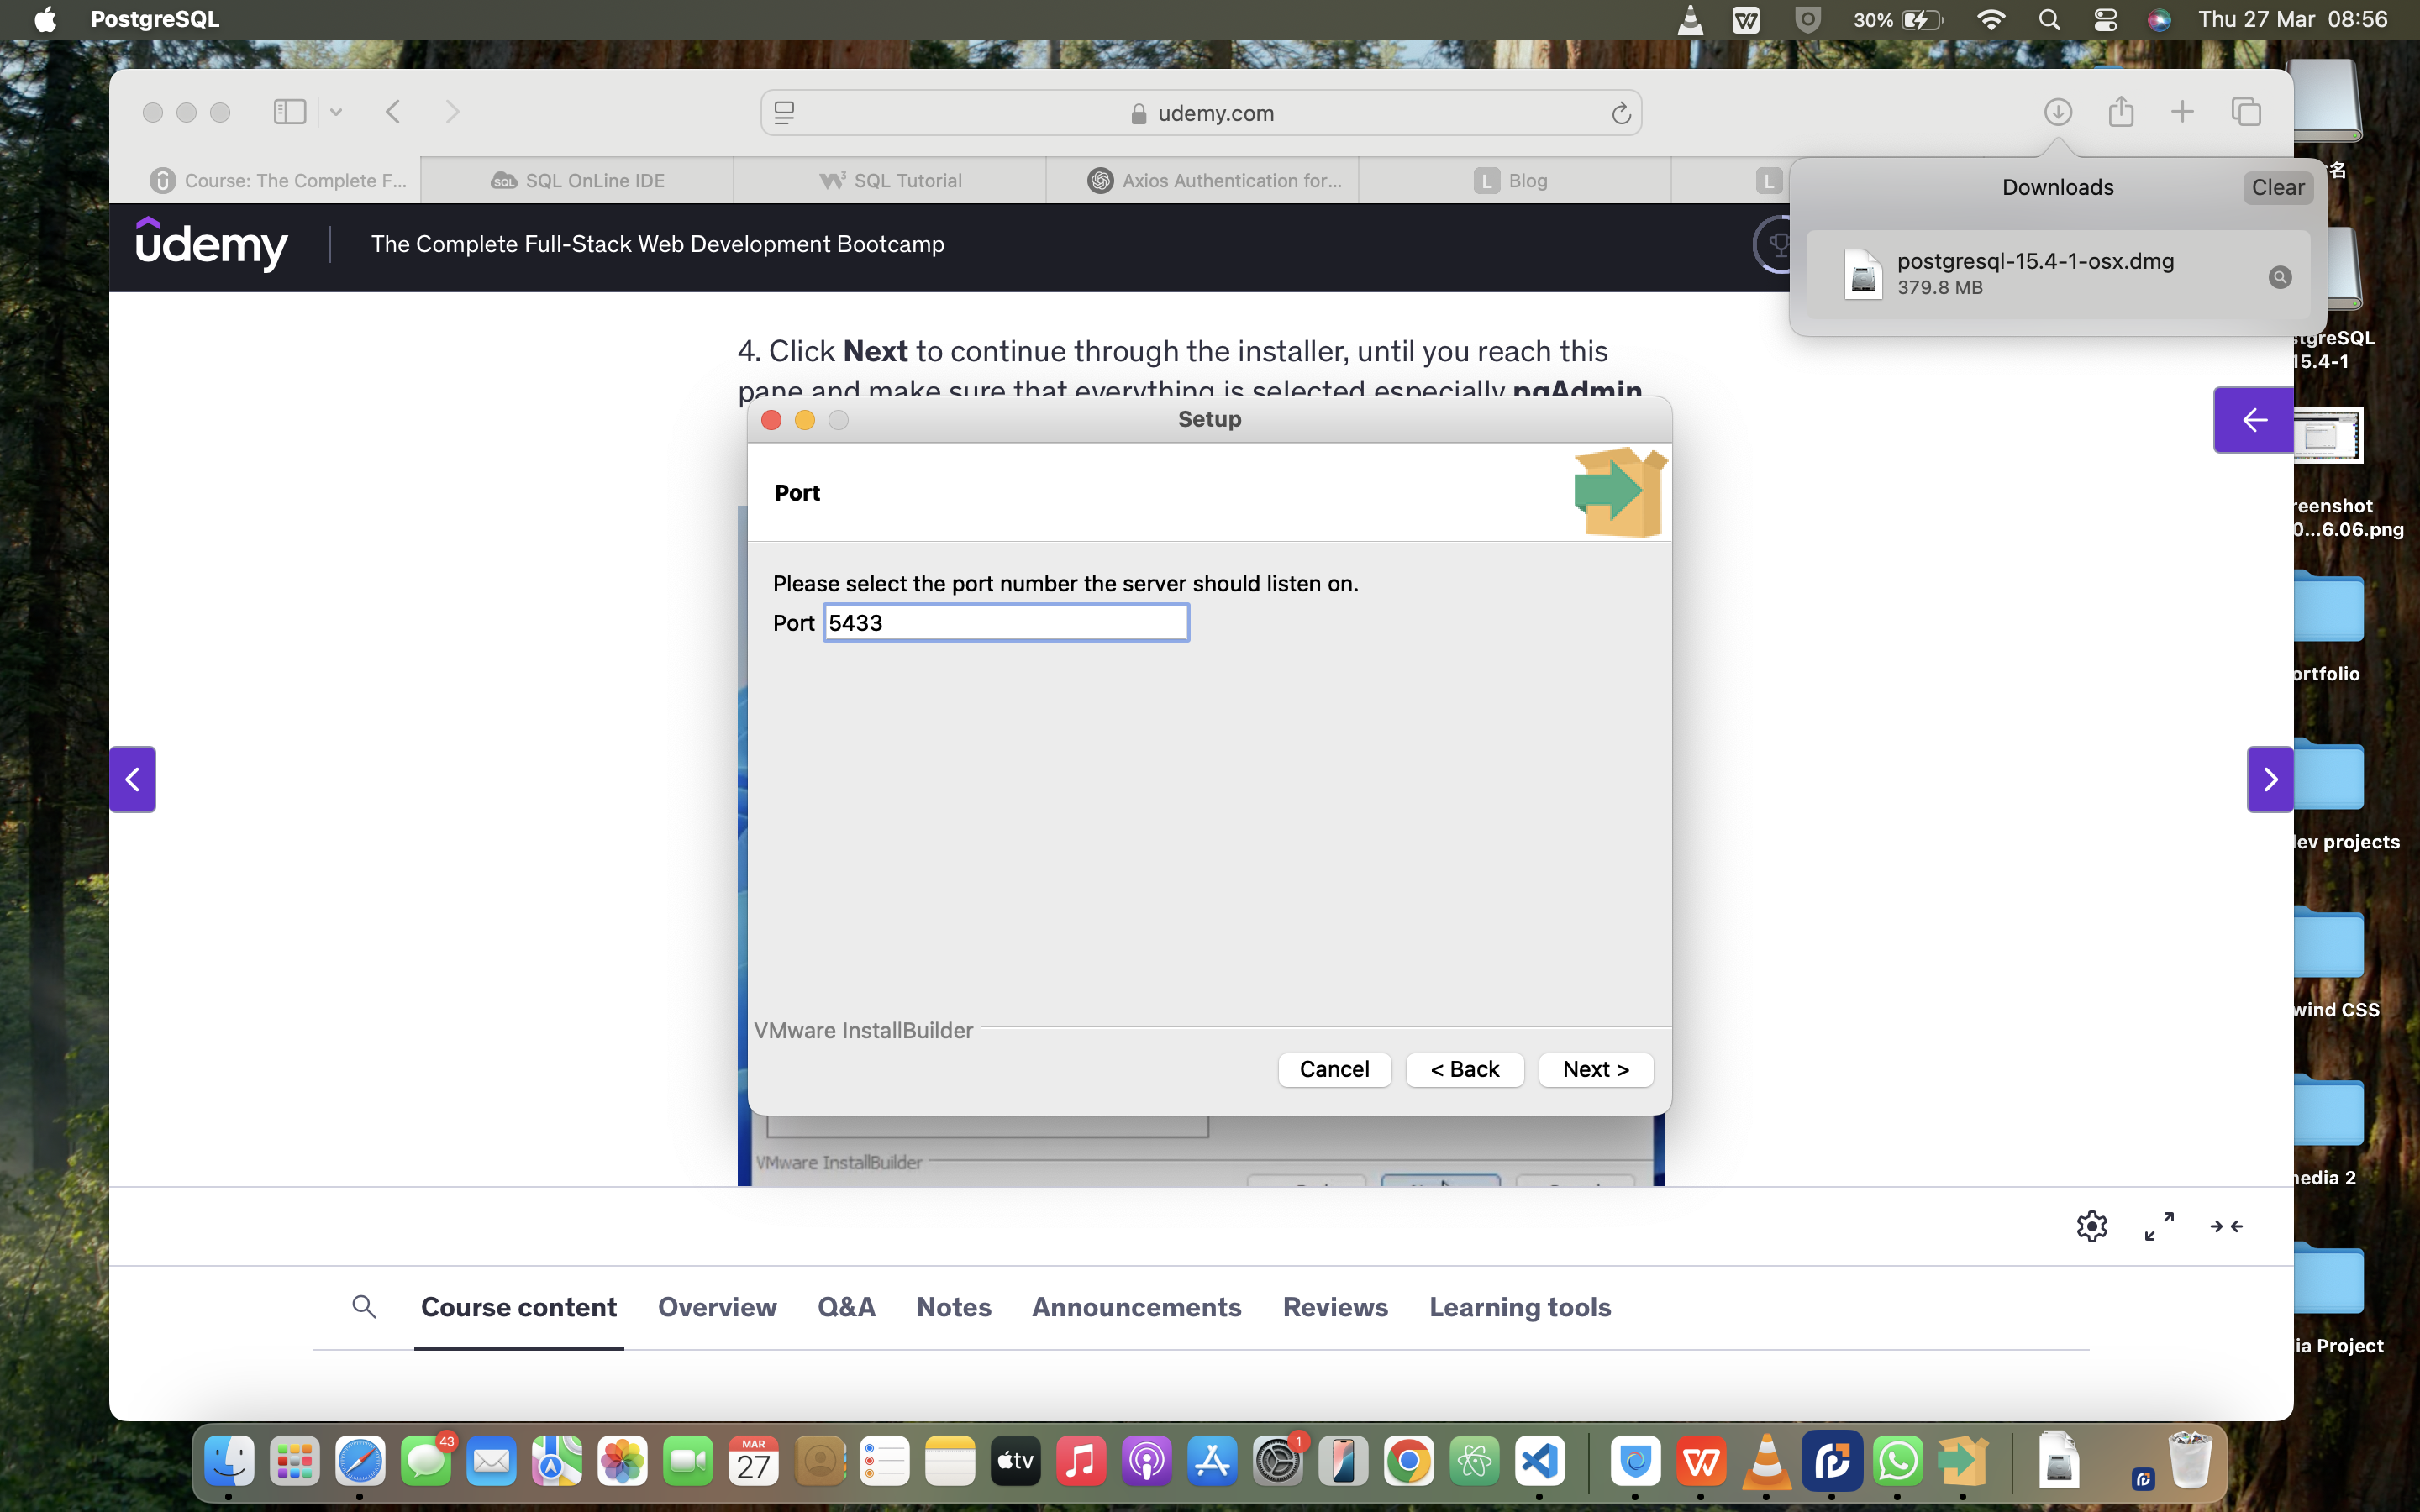 PostgreSQL
30%
Thu 27 Mar 08:56
udemy.com
Course: The Complete F...
SQL OnLine IDE
SQL Tutorial
Axios Authentication for...
L Blog
L
Downloads
Clear
postgresql-15.4-1-osx.dmg
379.8 MB
udemy
The Complete Full-Stack Web Development Bootcamp
4. Click Next to continue through the installer, until you reach this
pane and make sure that everything is selected especially pgAdmin
Setup
Port
Please select the port number the server should listen on.
Port 5433
VMware InstallBuilder
Cancel
< Back
Next >
VMware InstallBuilder
名
stgreSQL
15.4-1
reenshot
0...6.06.png
ortfolio
dev projects
wind CSS
media 2
ia Project
Course content
Overview
Q&A
Notes
Announcements
Reviews
Learning tools
43
MAR
27
tv
1